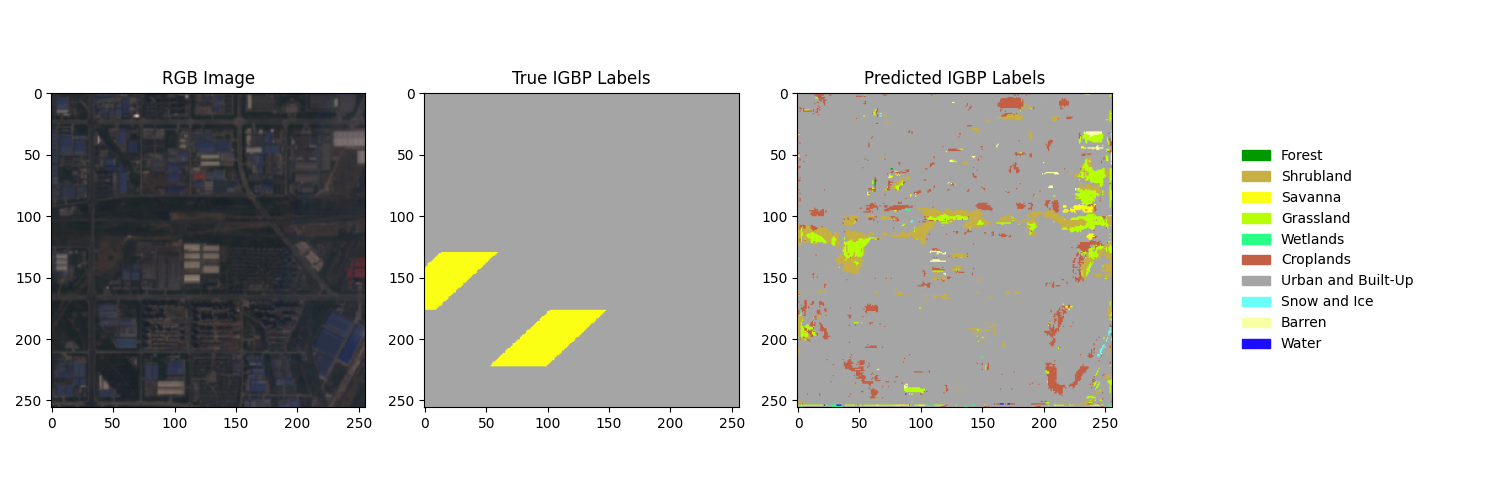 RGB Image
0
50
100
150
200
250
0 50 100 150 200 250
True IGBP Labels
0
50
100
150
200
250
0 50 100 150 200 250
Predicted IGBP Labels
0
50
100
150
200
250
0 50 100 150 200 250
Forest
Shrubland
Savanna
Grassland
Wetlands
Croplands
Urban and Built-Up
Snow and Ice
Barren
Water